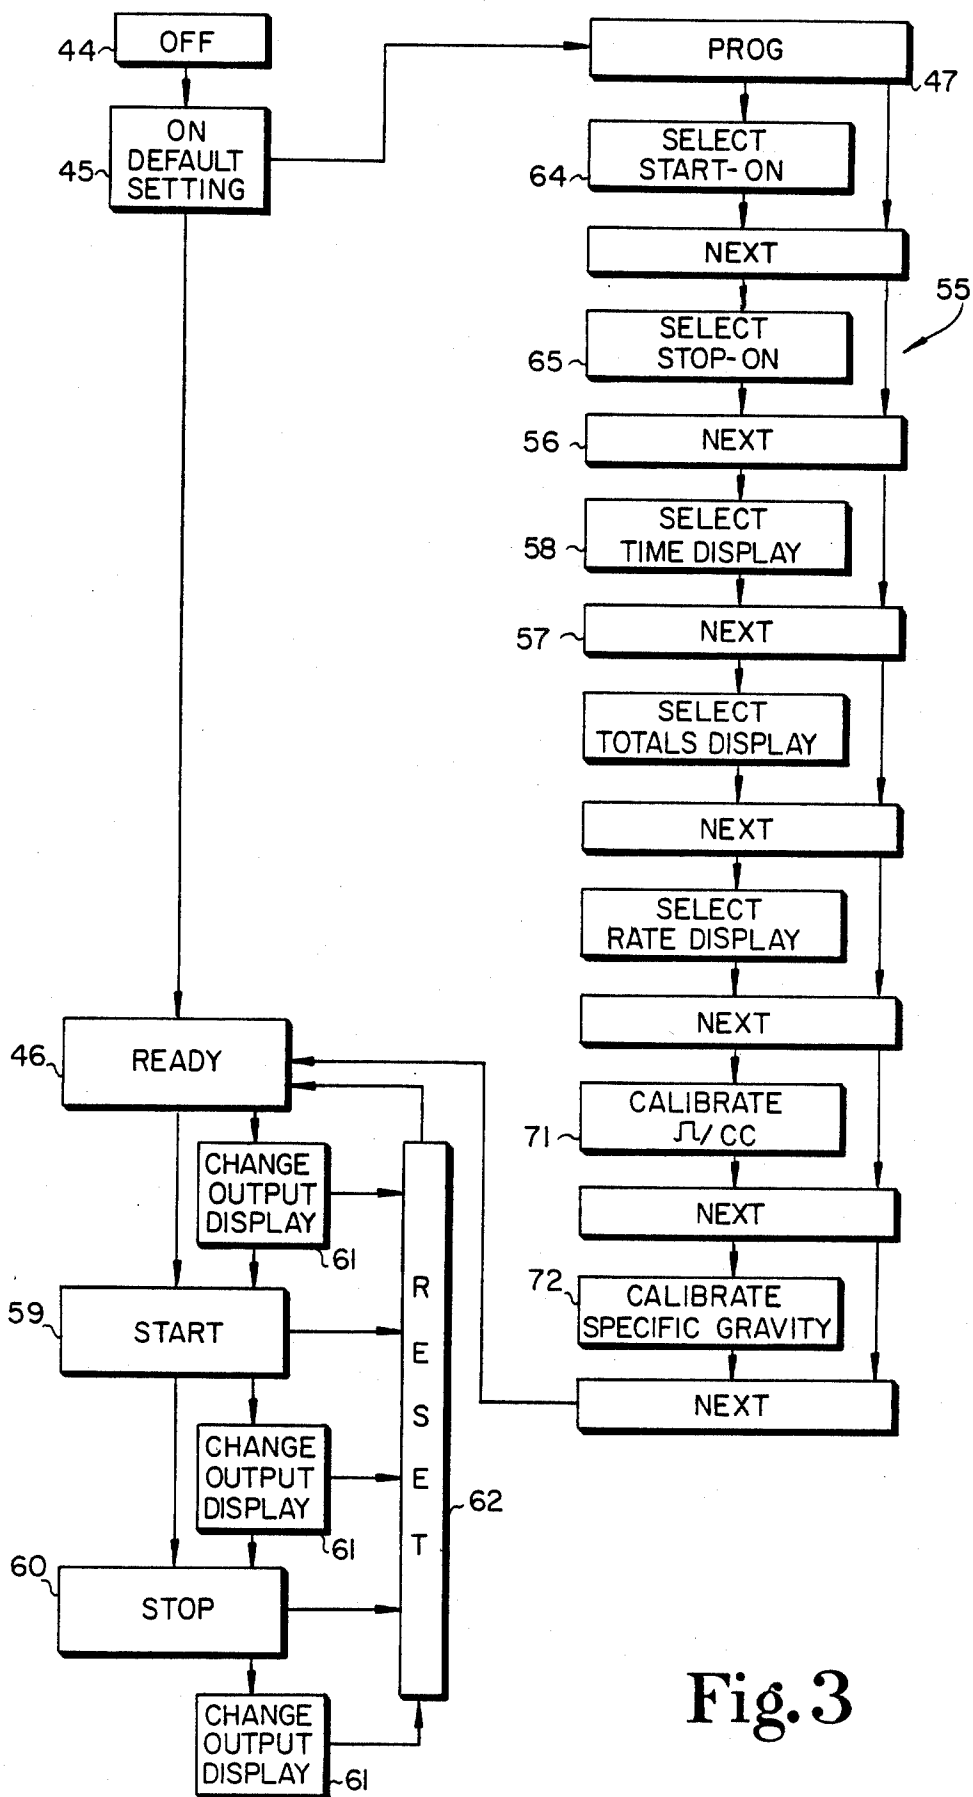 44
OFF
45
ON
DEFAULT
SETTING
PROG
47
64
SELECT
START-ON
NEXT
55
65
SELECT
STOP-ON
56
NEXT
58
SELECT
TIME DISPLAY
57
NEXT
SELECT
TOTALS DISPLAY
NEXT
SELECT
RATE DISPLAY
NEXT
71
CALIBRATE
⎍/CC
NEXT
72
CALIBRATE
SPECIFIC GRAVITY
NEXT
46
READY
CHANGE
OUTPUT
DISPLAY
61
59
START
CHANGE
OUTPUT
DISPLAY
61
60
STOP
CHANGE
OUTPUT
DISPLAY
61
RESET
62
Fig. 3